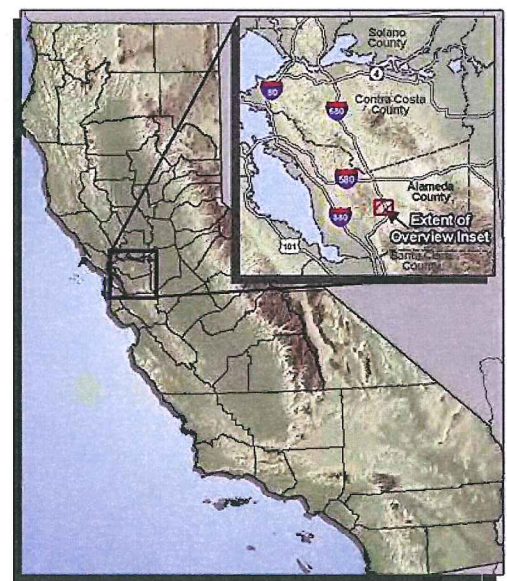 Solano
County
4
80
Contra Costa
County
680
580
Alameda
County
880
Extent of
Overview Inset
101
Santa Clara
County